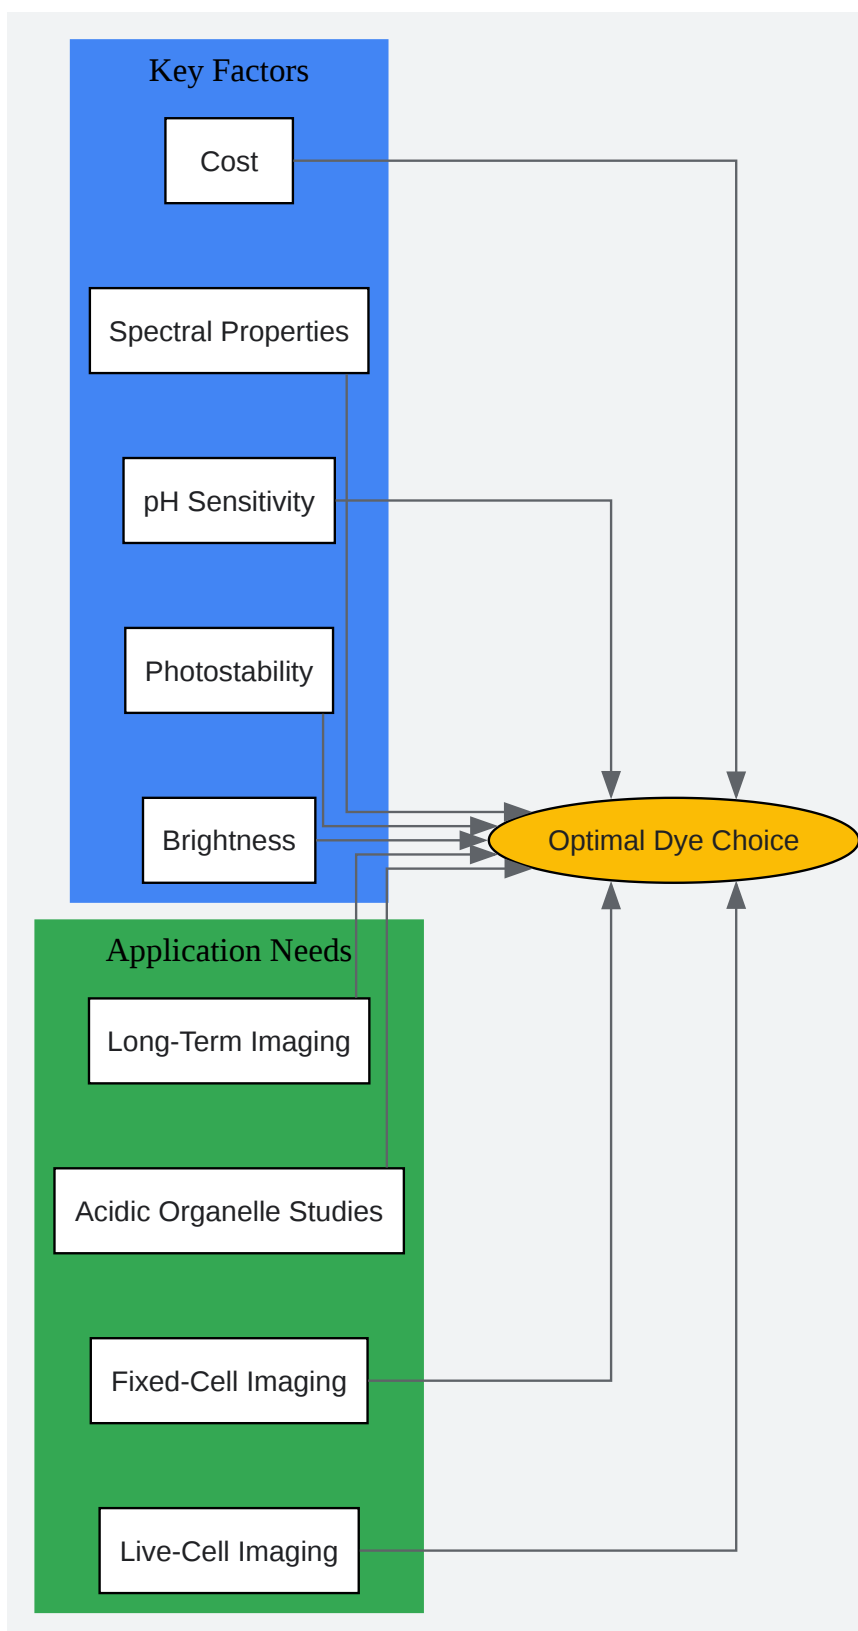 Key Factors
Cost
Spectral Properties
pH Sensitivity
Photostability
Brightness
Optimal Dye Choice
Application Needs
Long-Term Imaging
Acidic Organelle Studies
Fixed-Cell Imaging
Live-Cell Imaging